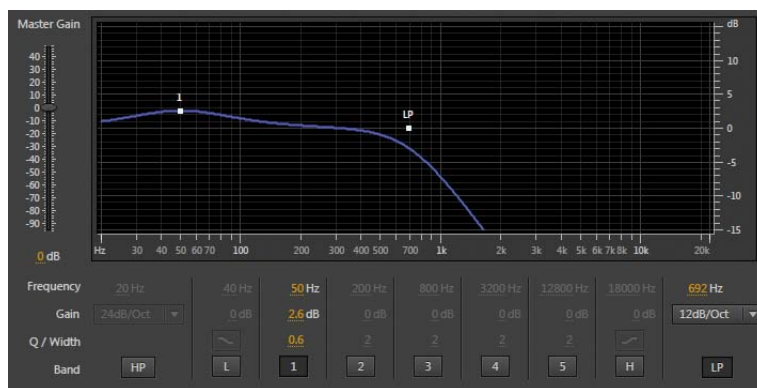 Master Gain
dB
40
30
20
10
0
-10
-20
-30
-40
-50
-60
-70
-80
-90
0 dB
1
LP
10
5
0
-5
-10
-15
Hz 30 40 50 60 70 100 200 300 400 500 700 1k 2k 3k 4k 5k 6k 7k 8k 10k 20k
Frequency 20 Hz 40 Hz 50 Hz 200 Hz 800 Hz 3200 Hz 12800 Hz 18000 Hz 692 Hz
Gain 24dB/Oct 0 dB 2.6 dB 0 dB 0 dB 0 dB 0 dB 0 dB 12dB/Oct
Q / Width 0.6 2 2 2 2
Band HP L 1 2 3 4 5 H LP